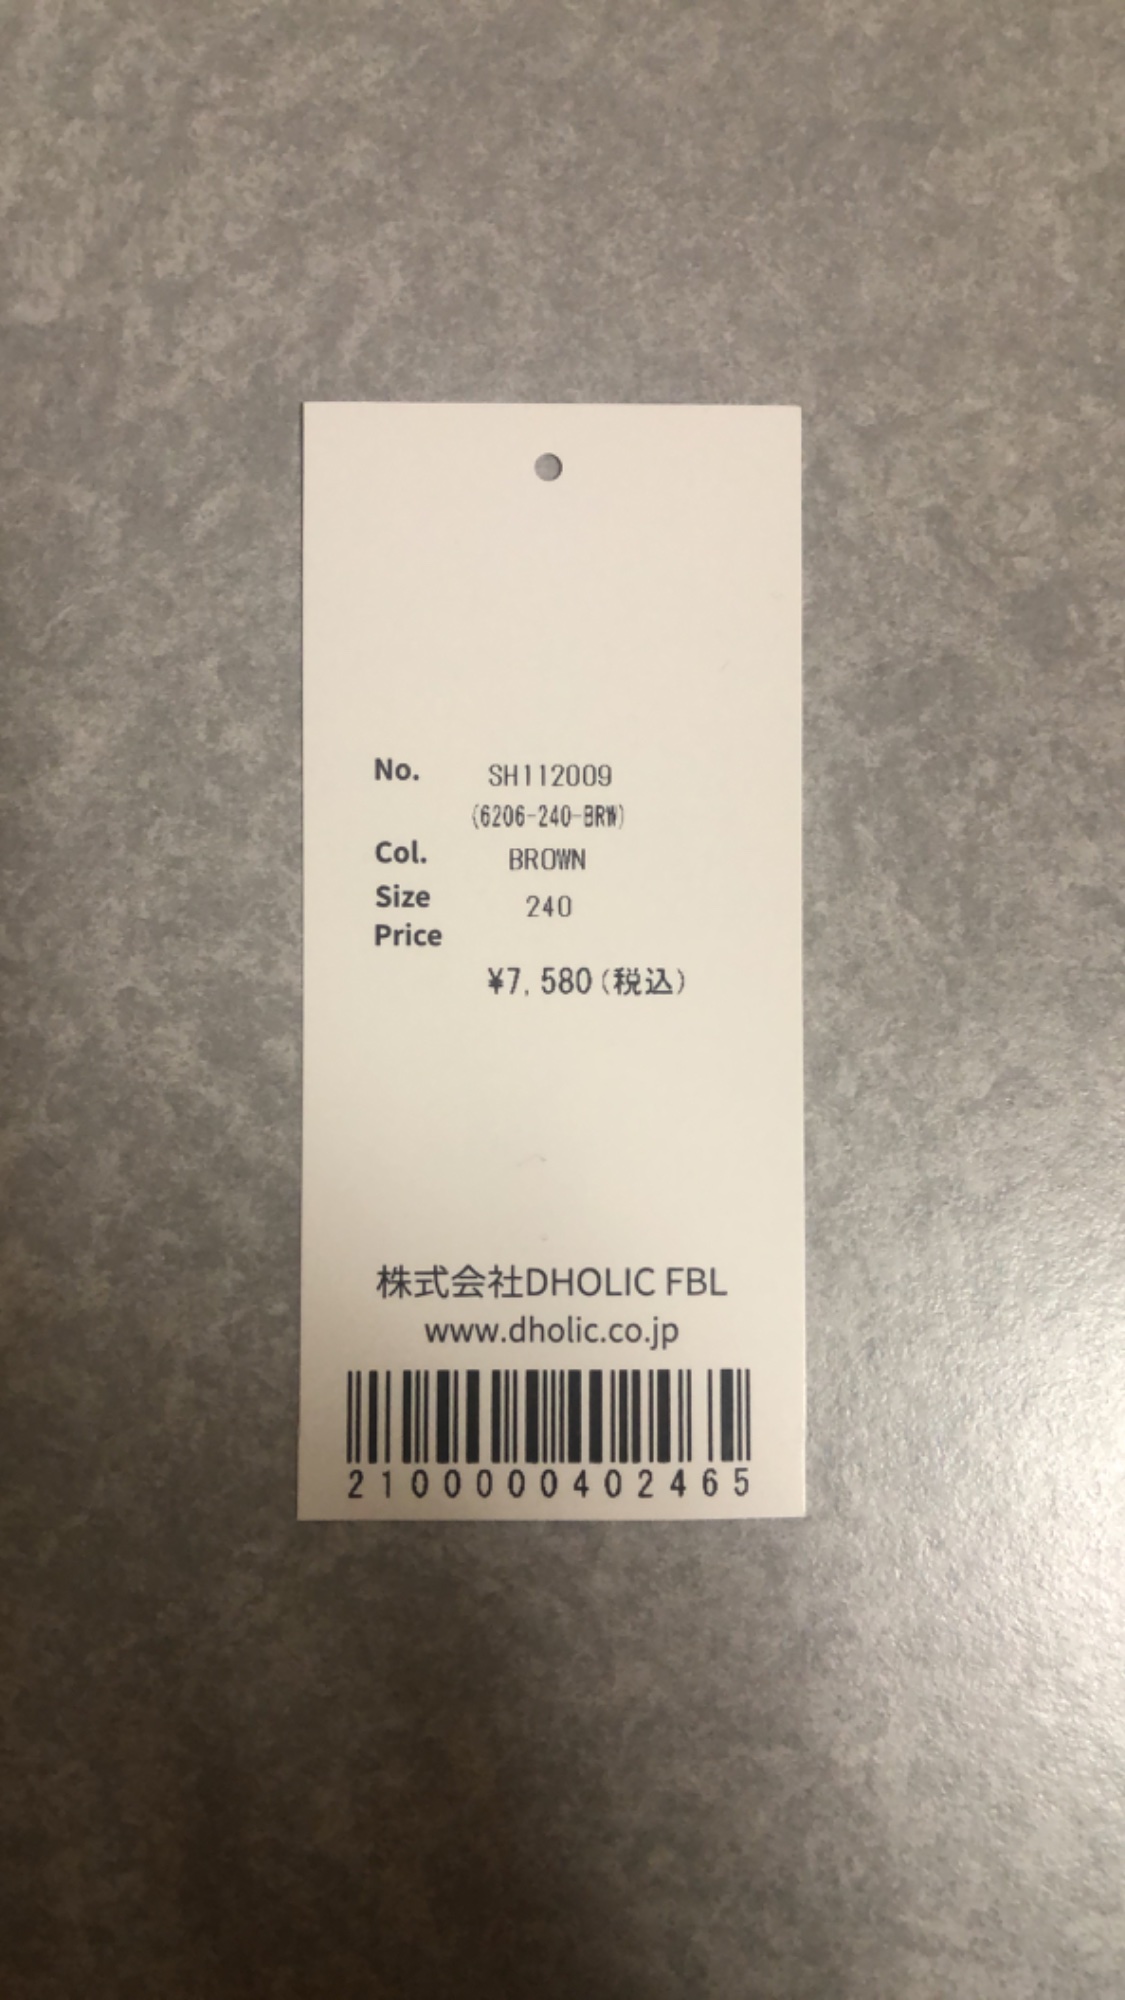 No. SH112009
(6206-240-BRW)
Col. BROWN
Size 240
Price
¥7,580(税込)
株式会社DHOLIC FBL
www.dholic.co.jp
2100000402465